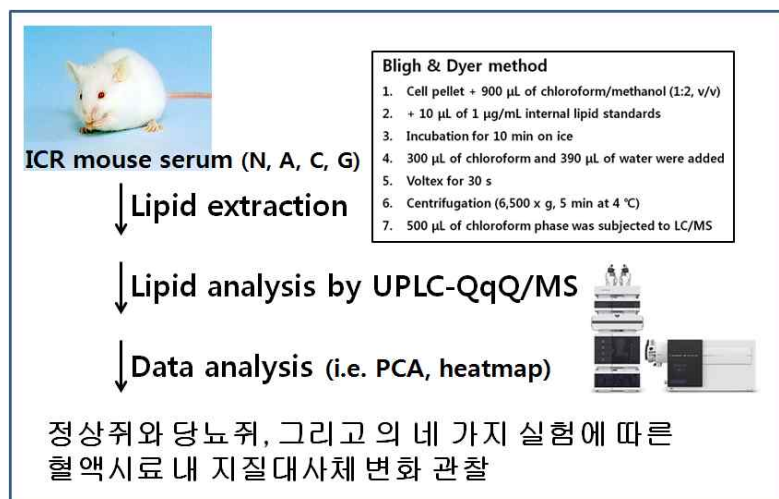 ICR mouse serum (N, A, C, G)
Bligh & Dyer method
1. Cell pellet + 900 µL of chloroform/methanol (1:2, v/v)
2. + 10 µL of 1 µg/mL internal lipid standards
3. Incubation for 10 min on ice
4. 300 µL of chloroform and 390 µL of water were added
5. Voltex for 30 s
6. Centrifugation (6,500 x g, 5 min at 4 ℃)
7. 500 µL of chloroform phase was subjected to LC/MS
Lipid extraction
Lipid analysis by UPLC-QqQ/MS
Data analysis (i.e. PCA, heatmap)
정상쥐와 당뇨쥐, 그리고 의 네 가지 실험에 따른
혈액시료 내 지질대사체 변화 관찰